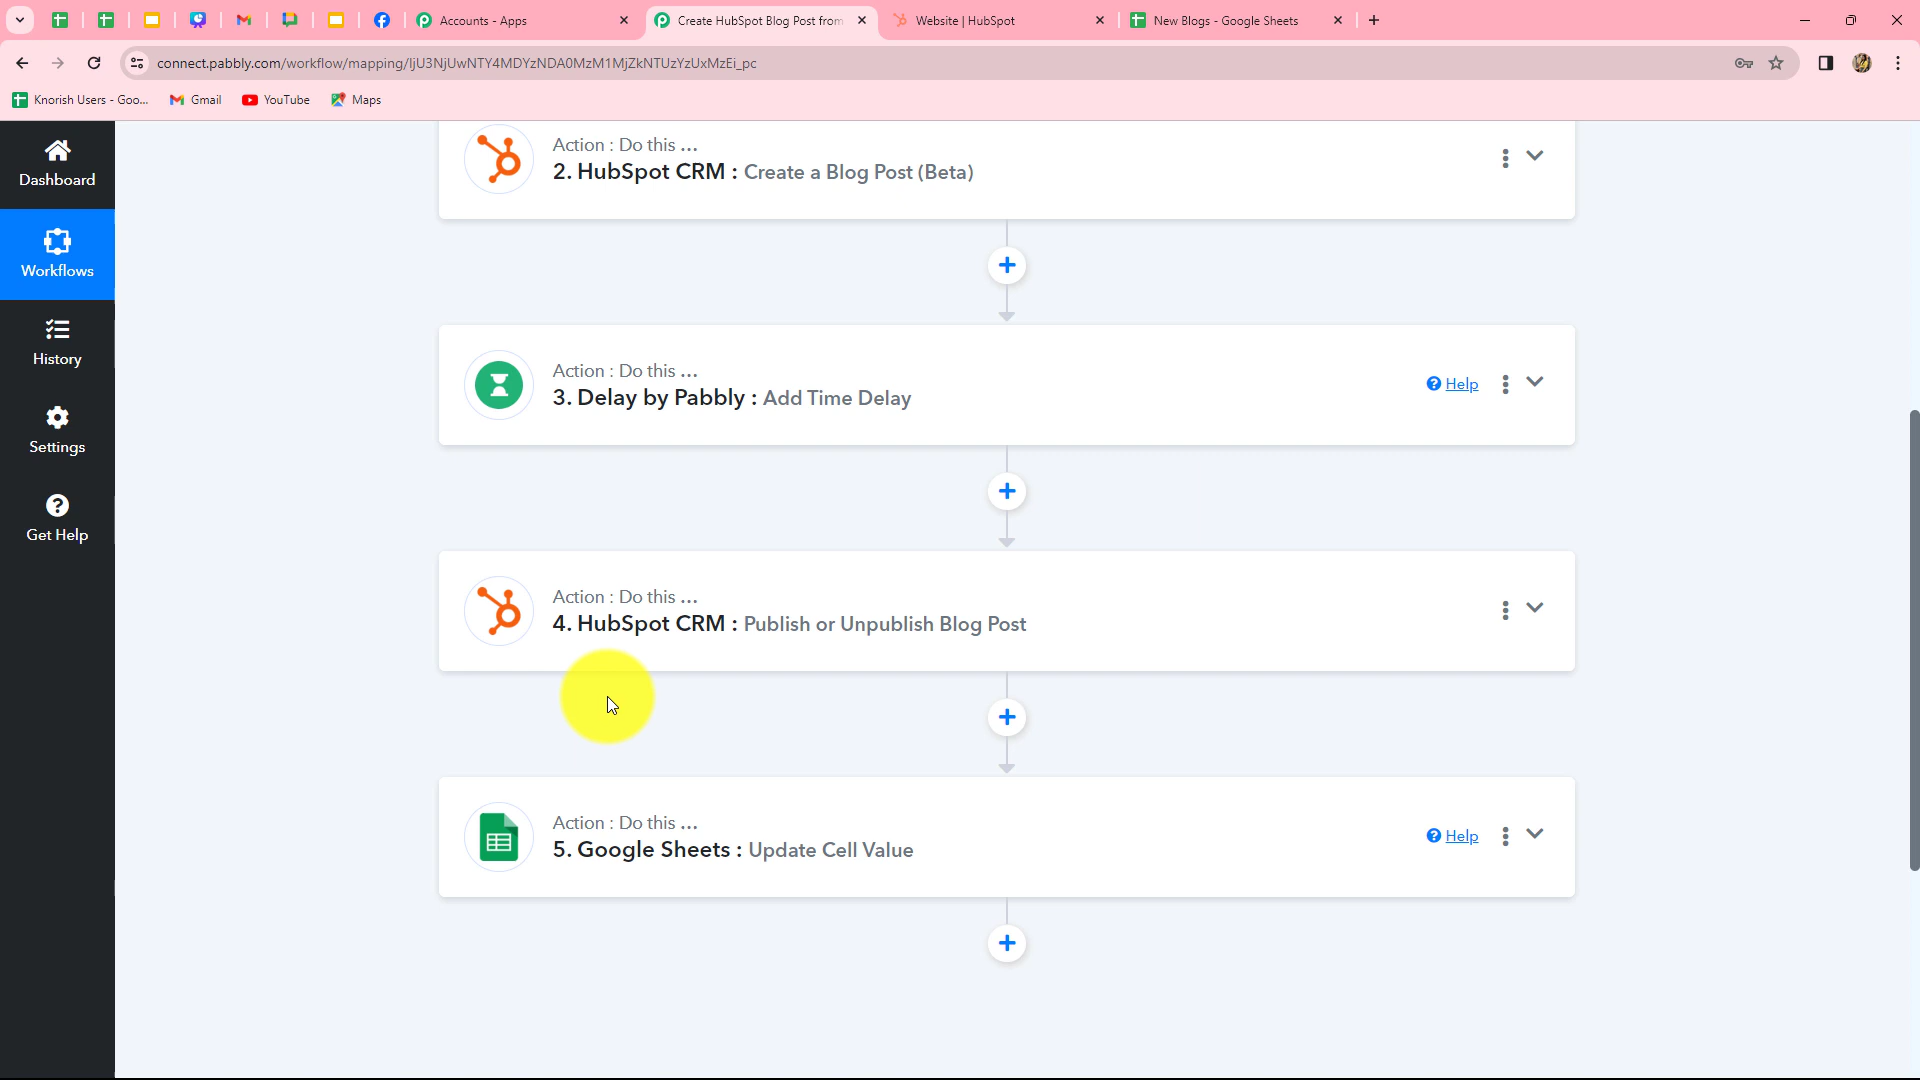 Accounts - Apps
Create HubSpot Blog Post from
Website | HubSpot
New Blogs - Google Sheets
connect.pabbly.com/workflow/mapping/IjU3NjUwNTY4MDYzNDA0MzM1MjZkNTUzYzUxMzEi_pc
Knorish Users - Goo...
Gmail
YouTube
Maps
Dashboard
Workflows
History
Settings
Get Help
Action : Do this ...
2. HubSpot CRM : Create a Blog Post (Beta)
Action : Do this ...
3. Delay by Pabbly : Add Time Delay
Help
Action : Do this ...
4. HubSpot CRM : Publish or Unpublish Blog Post
Action : Do this ...
5. Google Sheets : Update Cell Value
Help